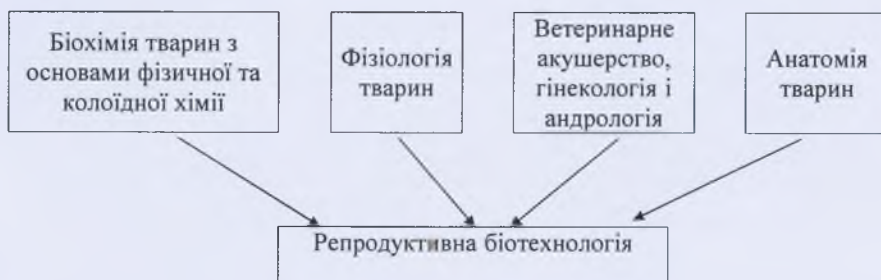 Біохімія тварин з
основами фізичної та
колоїдної хімії
Фізіологія
тварин
Ветеринарне
акушерство,
гінекологія і
андрологія
Анатомія
тварин
Репродуктивна біотехнологія